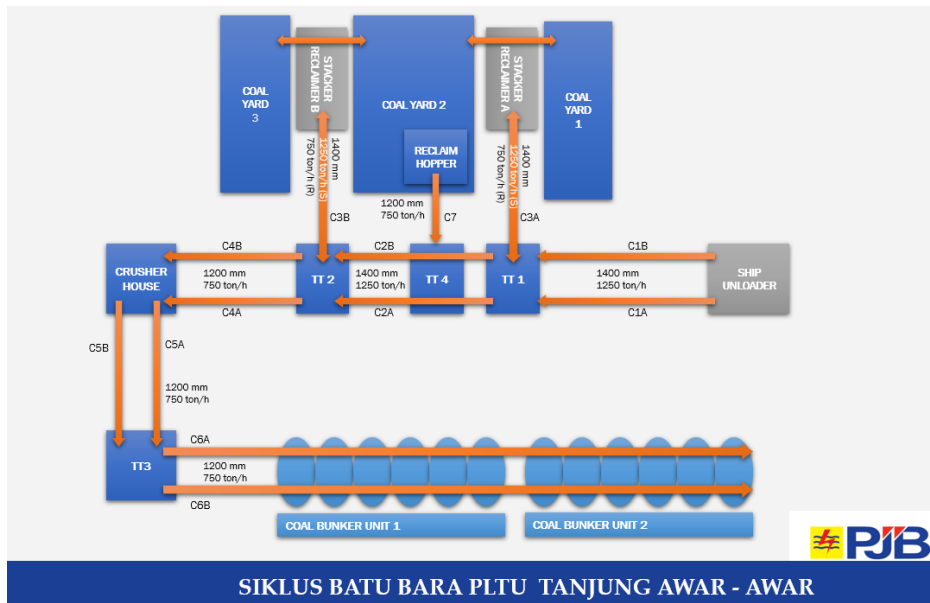 COAL
YARD
3
STACKER
RECLAIMER B
COAL YARD 2
RECLAIM
HOPPER
STACKER
RECLAIMER A
COAL
YARD
1
1400 mm
1250 ton/h (S)
750 ton/h (R)
C3B
1200 mm
750 ton/h
C7
1400 mm
1250 ton/h (S)
750 ton/h (R)
C3A
CRUSHER
HOUSE
C4B
1200 mm
750 ton/h
C4A
TT 2
C2B
1400 mm
1250 ton/h
C2A
TT 4
TT 1
C1B
1400 mm
1250 ton/h
C1A
SHIP
UNLOADER
C5B
C5A
1200 mm
750 ton/h
TT3
C6A
1200 mm
750 ton/h
C6B
COAL BUNKER UNIT 1
COAL BUNKER UNIT 2
PJB
SIKLUS BATU BARA PLTU TANJUNG AWAR - AWAR